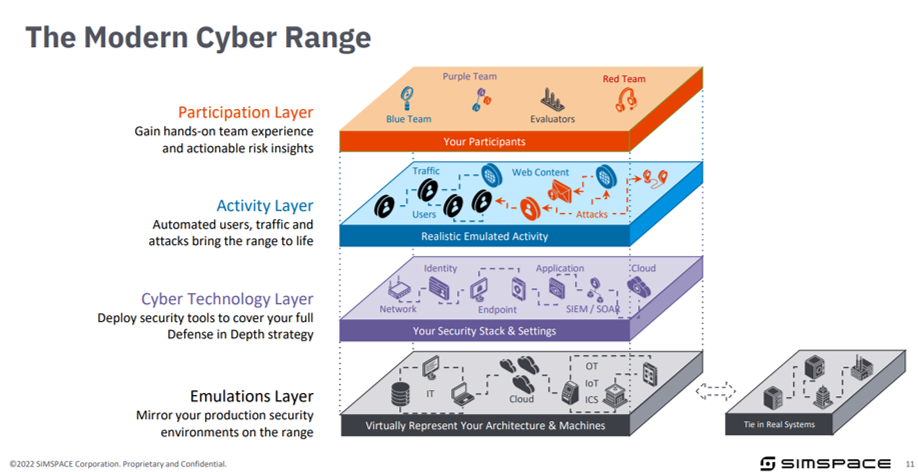 The Modern Cyber Range
Participation Layer
Gain hands-on team experience
and actionable risk insights
Purple Team
Red Team
Blue Team
Evaluators
Your Participants
Activity Layer
Automated users, traffic and
attacks bring the range to life
Traffic
Web Content
Users
Attacks
Realistic Emulated Activity
Cyber Technology Layer
Deploy security tools to cover your full
Defense in Depth strategy
Identity
Application
Cloud
Network
Endpoint
SIEM / SOAR
Your Security Stack & Settings
Emulations Layer
Mirror your production security
environments on the range
IT
Cloud
OT
IoT
ICS
Virtually Represent Your Architecture & Machines
Tie in Real Systems
©2022 SIMSPACE Corporation. Proprietary and Confidential.
SIMSPACE
11